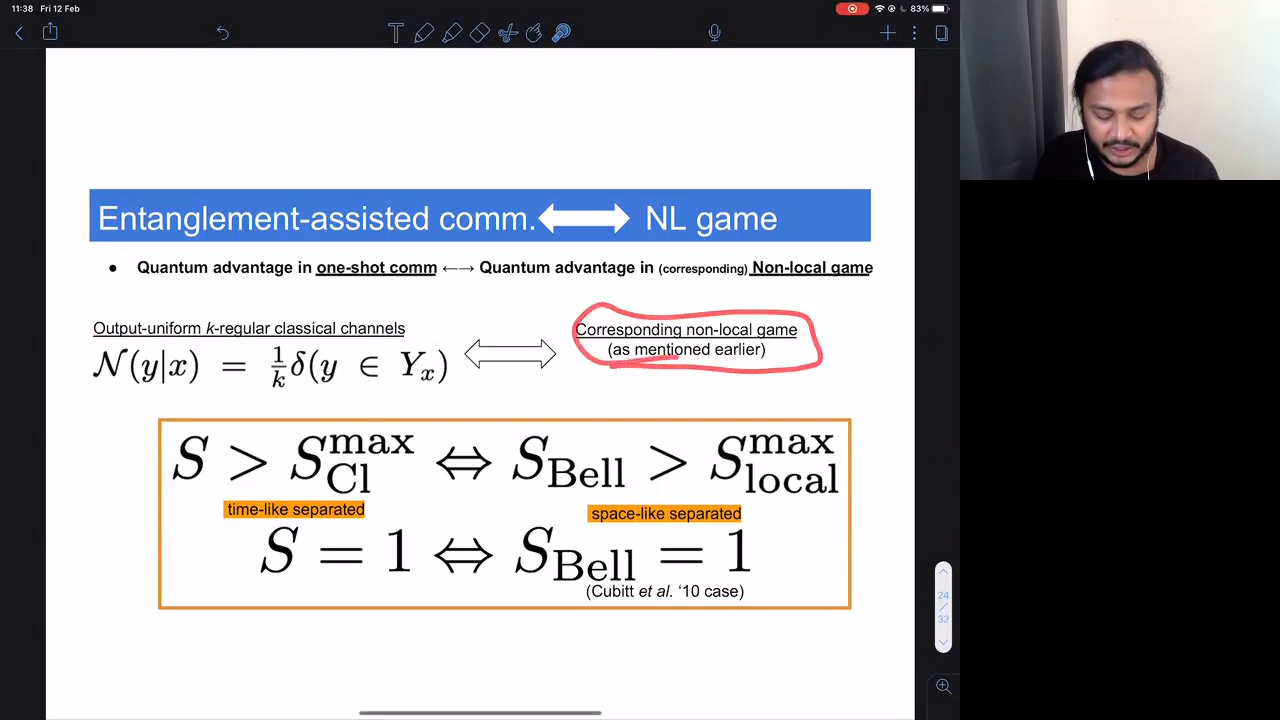 11:38 Fri 12 Feb
83%
Entanglement-assisted comm. ⟺ NL game
● Quantum advantage in one-shot comm ←→ Quantum advantage in (corresponding) Non-local game
Output-uniform k-regular classical channels
Corresponding non-local game
(as mentioned earlier)
𝒩(y|x) = 1/k δ(y ∈ Y_x)
S > S_Cl^max ⇔ S_Bell > S_local^max
time-like separated
space-like separated
S = 1 ⇔ S_Bell = 1
(Cubitt et al. ‘10 case)
24
/
32